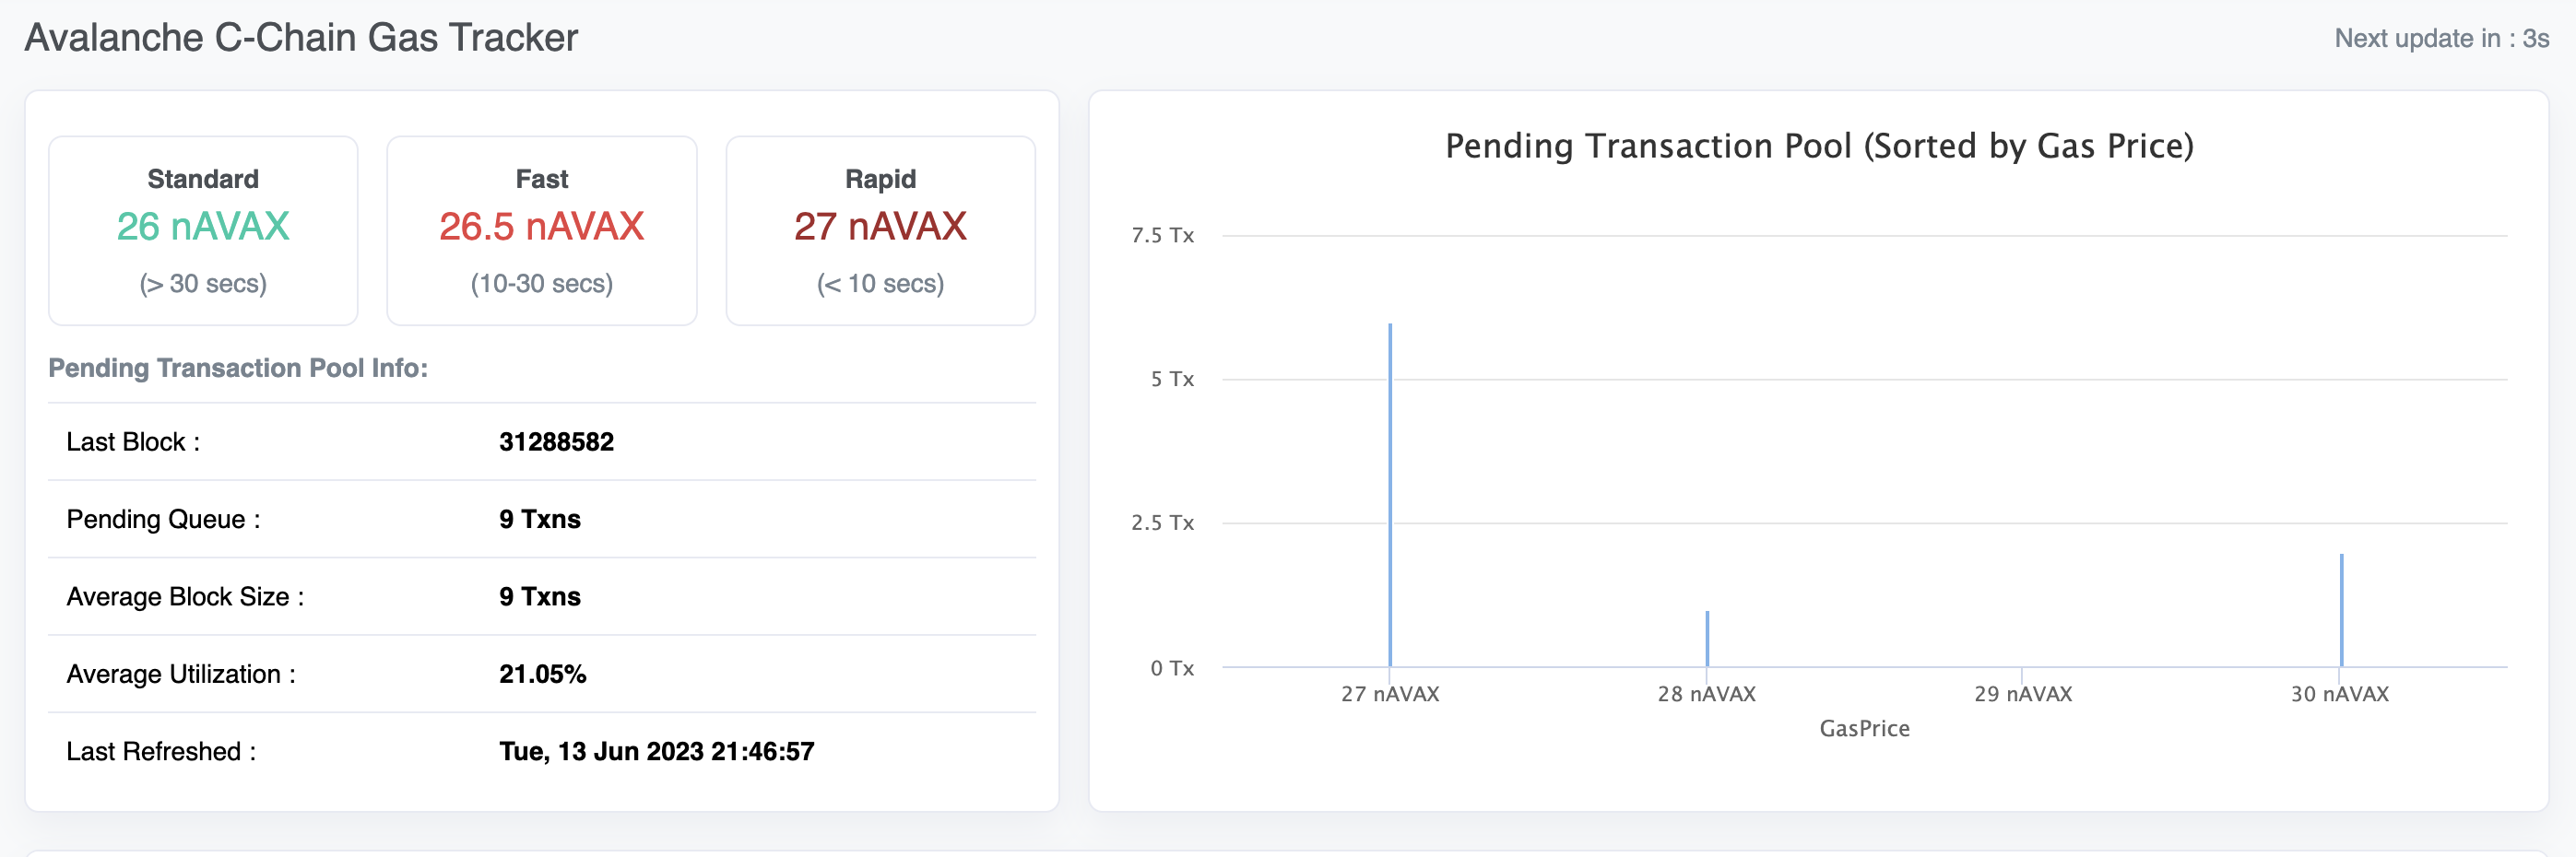 Avalanche C-Chain Gas Tracker
Next update in : 3s
Standard
26 nAVAX
(> 30 secs)
Fast
26.5 nAVAX
(10-30 secs)
Rapid
27 nAVAX
(< 10 secs)
Pending Transaction Pool Info:
Last Block : 31288582
Pending Queue : 9 Txns
Average Block Size : 9 Txns
Average Utilization : 21.05%
Last Refreshed : Tue, 13 Jun 2023 21:46:57
Pending Transaction Pool (Sorted by Gas Price)
7.5 Tx
5 Tx
2.5 Tx
0 Tx
27 nAVAX 28 nAVAX 29 nAVAX 30 nAVAX
GasPrice